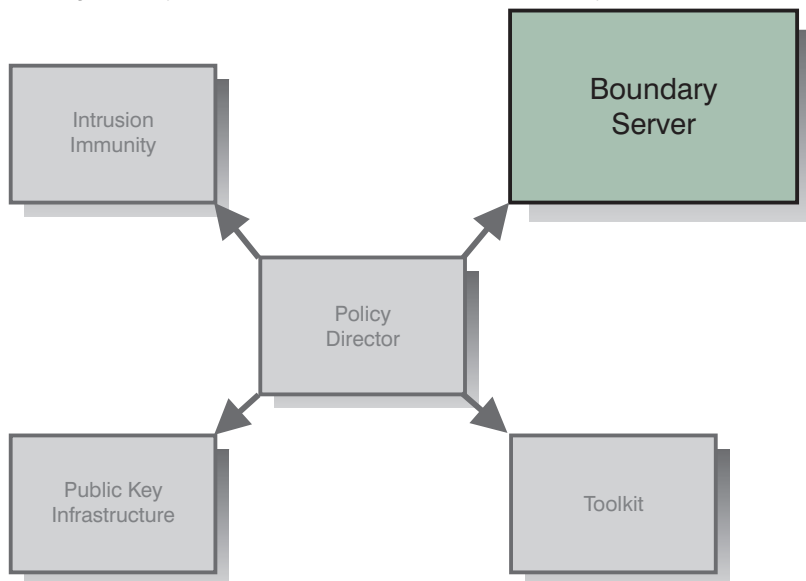 Intrusion
Immunity
Boundary
Server
Policy
Director
Public Key
Infrastructure
Toolkit